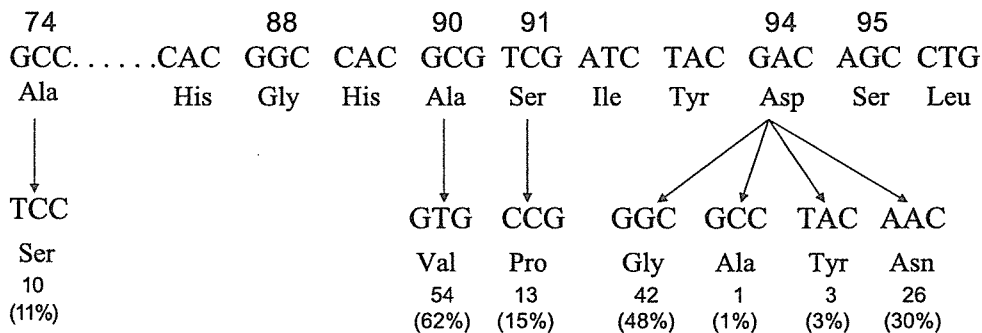 74 88 90 91 94 95
GCC. . . . . .CAC GGC CAC GCG TCG ATC TAC GAC AGC CTG
Ala His Gly His Ala Ser Ile Tyr Asp Ser Leu
TCC GTG CCG GGC GCC TAC AAC
Ser Val Pro Gly Ala Tyr Asn
10 54 13 42 1 3 26
(11%) (62%) (15%) (48%) (1%) (3%) (30%)